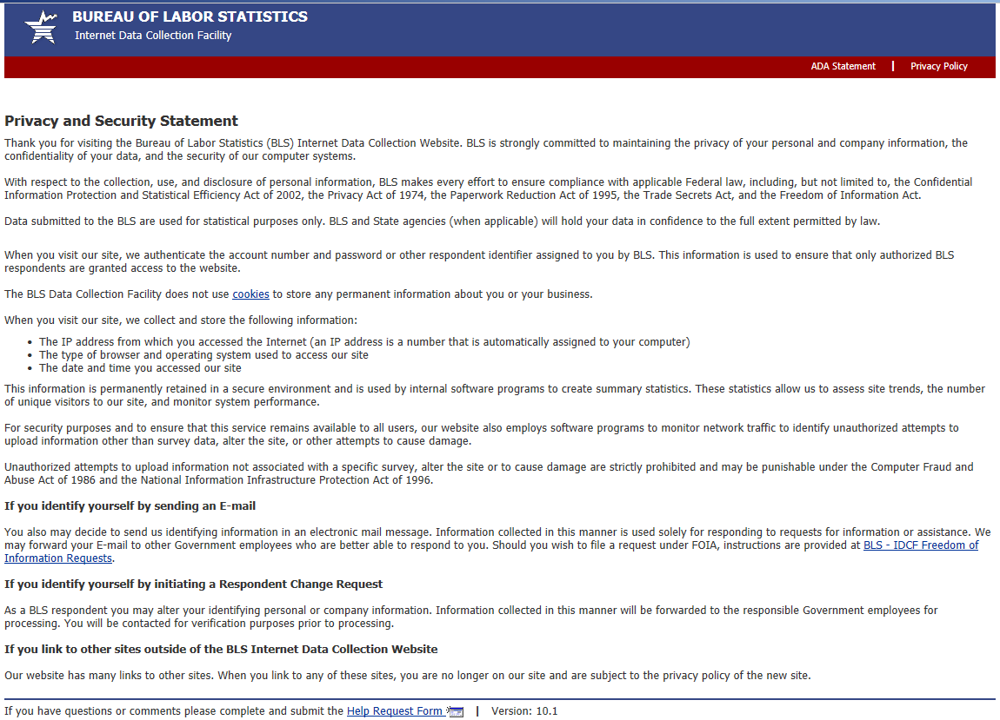 BUREAU OF LABOR STATISTICS
Internet Data Collection Facility
ADA Statement | Privacy Policy
Privacy and Security Statement
Thank you for visiting the Bureau of Labor Statistics (BLS) Internet Data Collection Website. BLS is strongly committed to maintaining the privacy of your personal and company information, the
confidentiality of your data, and the security of our computer systems.
With respect to the collection, use, and disclosure of personal information, BLS makes every effort to ensure compliance with applicable Federal law, including, but not limited to, the Confidential
Information Protection and Statistical Efficiency Act of 2002, the Privacy Act of 1974, the Paperwork Reduction Act of 1995, the Trade Secrets Act, and the Freedom of Information Act.
Data submitted to the BLS are used for statistical purposes only. BLS and State agencies (when applicable) will hold your data in confidence to the full extent permitted by law.
When you visit our site, we authenticate the account number and password or other respondent identifier assigned to you by BLS. This information is used to ensure that only authorized BLS
respondents are granted access to the website.
The BLS Data Collection Facility does not use cookies to store any permanent information about you or your business.
When you visit our site, we collect and store the following information:
• The IP address from which you accessed the Internet (an IP address is a number that is automatically assigned to your computer)
• The type of browser and operating system used to access our site
• The date and time you accessed our site
This information is permanently retained in a secure environment and is used by internal software programs to create summary statistics. These statistics allow us to assess site trends, the number
of unique visitors to our site, and monitor system performance.
For security purposes and to ensure that this service remains available to all users, our website also employs software programs to monitor network traffic to identify unauthorized attempts to
upload information other than survey data, alter the site, or other attempts to cause damage.
Unauthorized attempts to upload information not associated with a specific survey, alter the site or to cause damage are strictly prohibited and may be punishable under the Computer Fraud and
Abuse Act of 1986 and the National Information Infrastructure Protection Act of 1996.
If you identify yourself by sending an E-mail
You also may decide to send us identifying information in an electronic mail message. Information collected in this manner is used solely for responding to requests for information or assistance. We
may forward your E-mail to other Government employees who are better able to respond to you. Should you wish to file a request under FOIA, instructions are provided at BLS - IDCF Freedom of
Information Requests.
If you identify yourself by initiating a Respondent Change Request
As a BLS respondent you may alter your identifying personal or company information. Information collected in this manner will be forwarded to the responsible Government employees for
processing. You will be contacted for verification purposes prior to processing.
If you link to other sites outside of the BLS Internet Data Collection Website
Our website has many links to other sites. When you link to any of these sites, you are no longer on our site and are subject to the privacy policy of the new site.
If you have questions or comments please complete and submit the Help Request Form | Version: 10.1